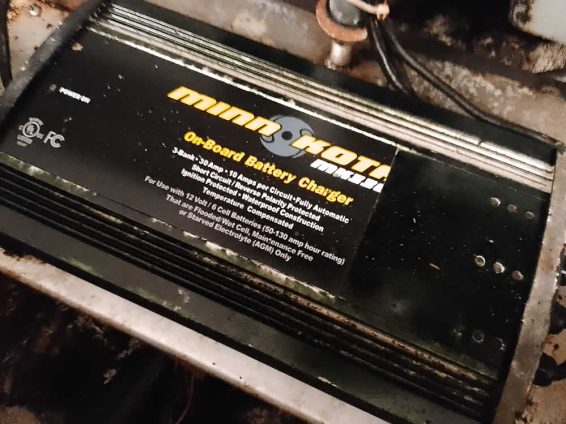 POWER ON
MINN KOTA
On-Board Battery Charger
3-Bank • 30 Amp • 10 Amps per Circuit • Fully Automatic
Short Circuit / Reverse Polarity Protected
Ignition Protected • Waterproof Construction
Temperature Compensated
For Use with 12 Volt / 6 Cell Batteries (50-130 amp hour rating)
That are Flooded/Wet Cell, Maintenance Free
or Starved Electrolyte (AGM) Only
UL
FC